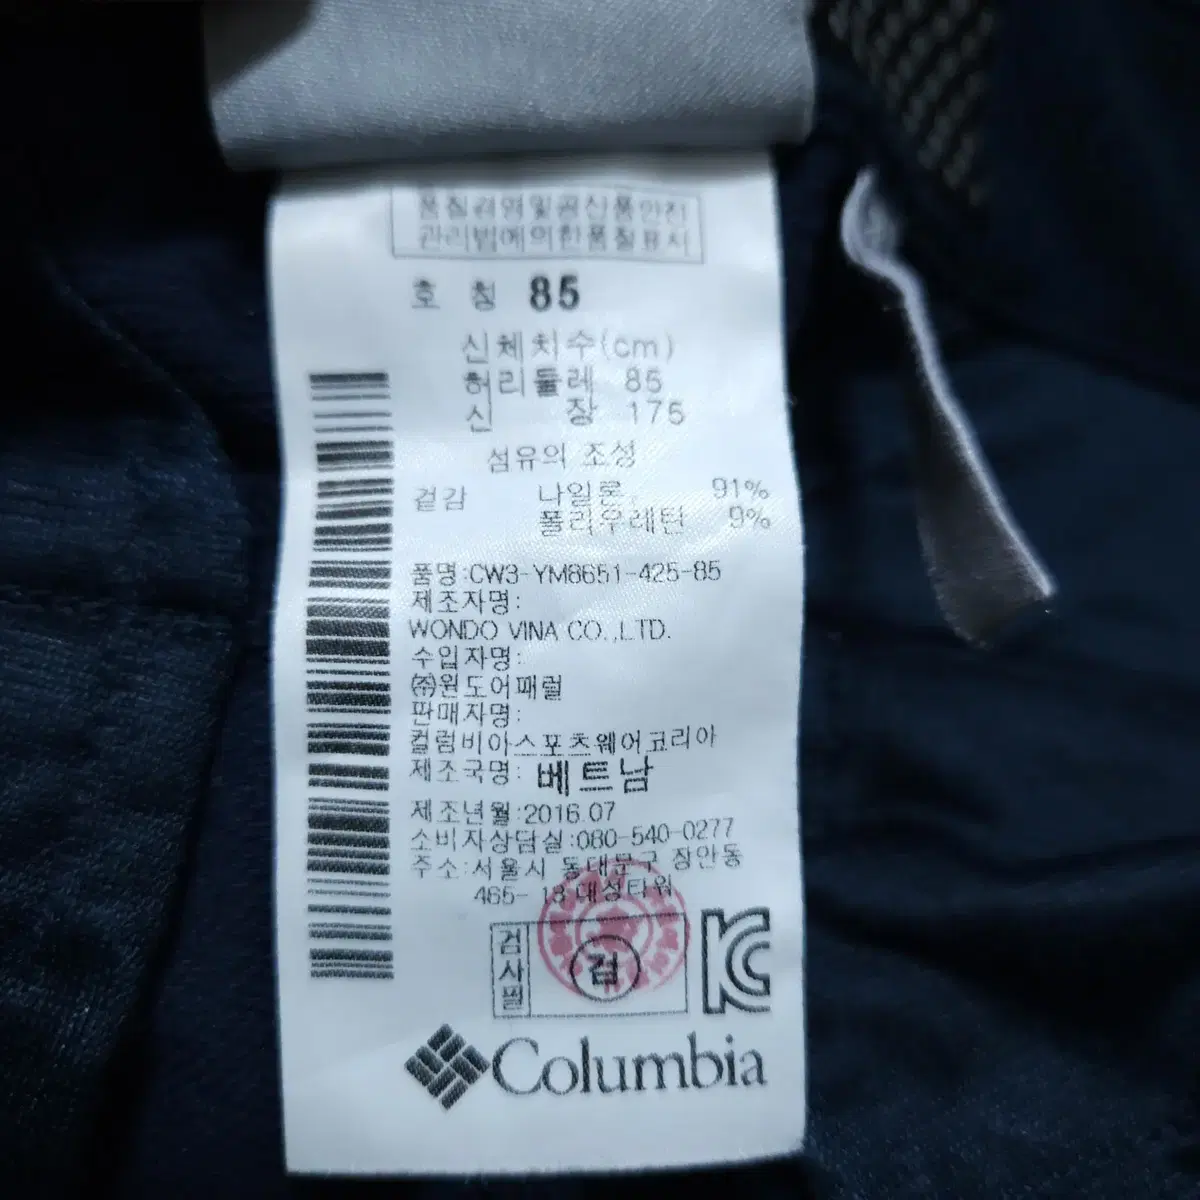 품질경영및공산품안전
관리법에의한품질표시
호 칭 85
신체치수(cm)
허리둘레 85
신 장 175
섬유의 조성
겉감 나일론 91%
폴리우레탄 9%
품명:CW3-YM8651-425-85
제조자명:
WONDO VINA CO.,LTD.
수입자명:
㈜원도어패럴
판매자명:
컬럼비아스포츠웨어코리아
제조국명: 베트남
제조년월:2016.07
소비자상담실:080-540-0277
주소:서울시 동대문구 장안동
465-13 대성타워
검사필
검
KC
Columbia